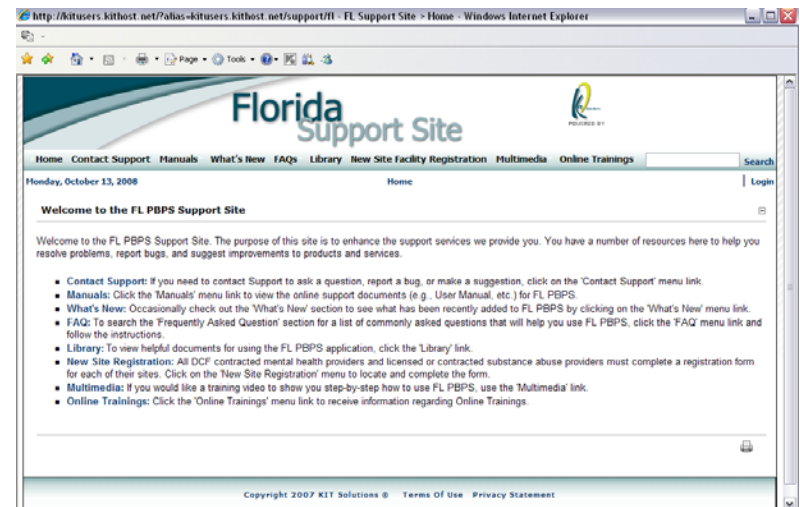 http://kitusers.kithost.net/?alias=kitusers.kithost.net/support/fl - FL Support Site > Home - Windows Internet Explorer
Page Tools
Florida
Support Site
POWERED BY
Home Contact Support Manuals What's New FAQs Library New Site Facility Registration Multimedia Online Trainings Search
Monday, October 13, 2008 Home Login
Welcome to the FL PBPS Support Site
Welcome to the FL PBPS Support Site. The purpose of this site is to enhance the support services we provide you. You have a number of resources here to help you
resolve problems, report bugs, and suggest improvements to products and services.
Contact Support: If you need to contact Support to ask a question, report a bug, or make a suggestion, click on the 'Contact Support' menu link.
Manuals: Click the 'Manuals' menu link to view the online support documents (e.g., User Manual, etc.) for FL PBPS.
What's New: Occasionally check out the 'What's New' section to see what has been recently added to FL PBPS by clicking on the 'What's New' menu link.
FAQ: To search the 'Frequently Asked Question' section for a list of commonly asked questions that will help you use FL PBPS, click the 'FAQ' menu link and
follow the instructions.
Library: To view helpful documents for using the FL PBPS application, click the 'Library' link.
New Site Registration: All DCF contracted mental health providers and licensed or contracted substance abuse providers must complete a registration form
for each of their sites. Click on the 'New Site Registration' menu to locate and complete the form.
Multimedia: If you would like a training video to show you step-by-step how to use FL PBPS, use the 'Multimedia' link.
Online Trainings: Click the 'Online Trainings' menu link to receive information regarding Online Trainings.
Copyright 2007 KIT Solutions ® Terms Of Use Privacy Statement